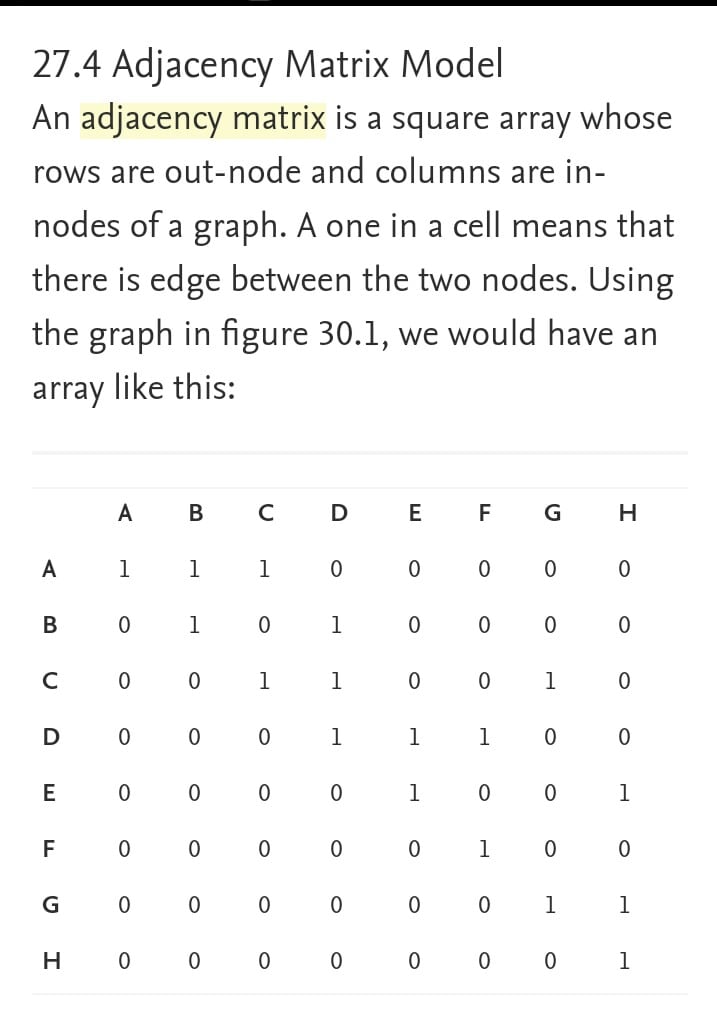 27.4 Adjacency Matrix Model
An adjacency matrix is a square array whose
rows are out-node and columns are in-
nodes of a graph. A one in a cell means that
there is edge between the two nodes. Using
the graph in figure 30.1, we would have an
array like this:
A B C D E F G H
A 1 1 1 0 0 0 0 0
B 0 1 0 1 0 0 0 0
C 0 0 1 1 0 0 1 0
D 0 0 0 1 1 1 0 0
E 0 0 0 0 1 0 0 1
F 0 0 0 0 0 1 0 0
G 0 0 0 0 0 0 1 1
H 0 0 0 0 0 0 0 1